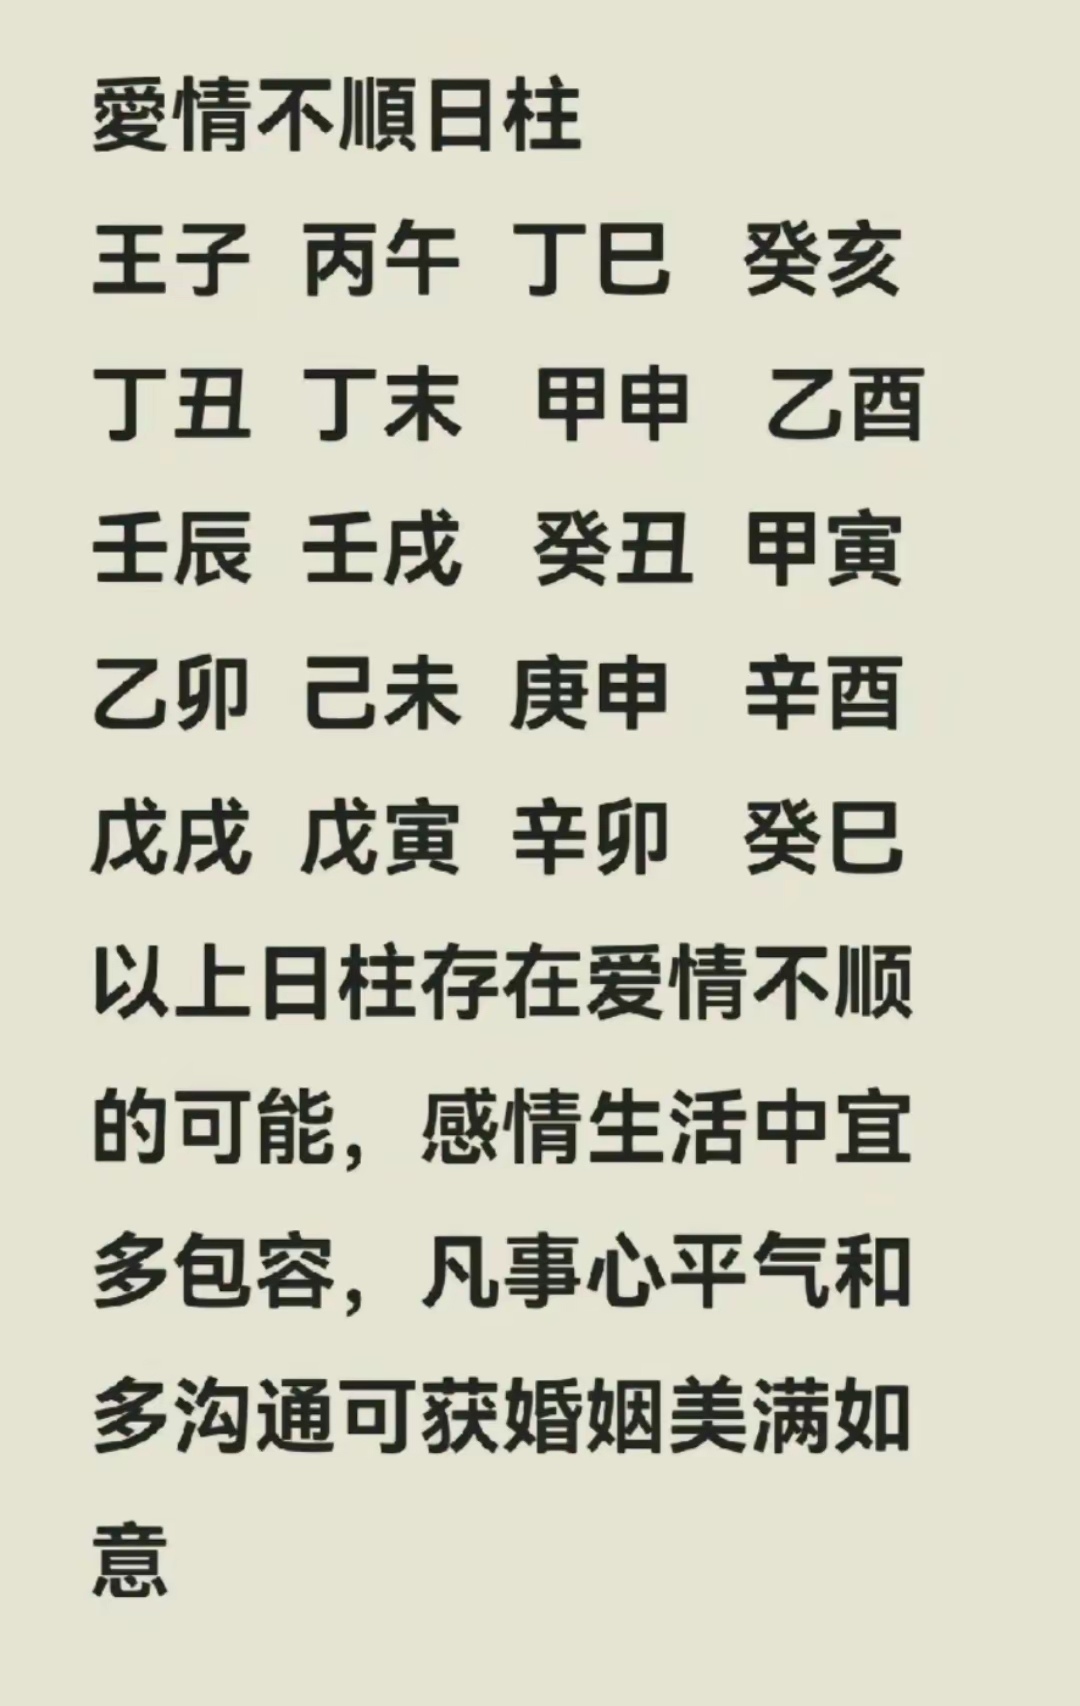 愛情不順日柱
王子 丙午 丁巳 癸亥
丁丑 丁末 甲申 乙酉
壬辰 壬戌 癸丑 甲寅
乙卯 己未 庚申 辛酉
戊戌 戊寅 辛卯 癸巳
以上日柱存在爱情不顺
的可能，感情生活中宜
多包容，凡事心平气和
多沟通可获婚姻美满如
意